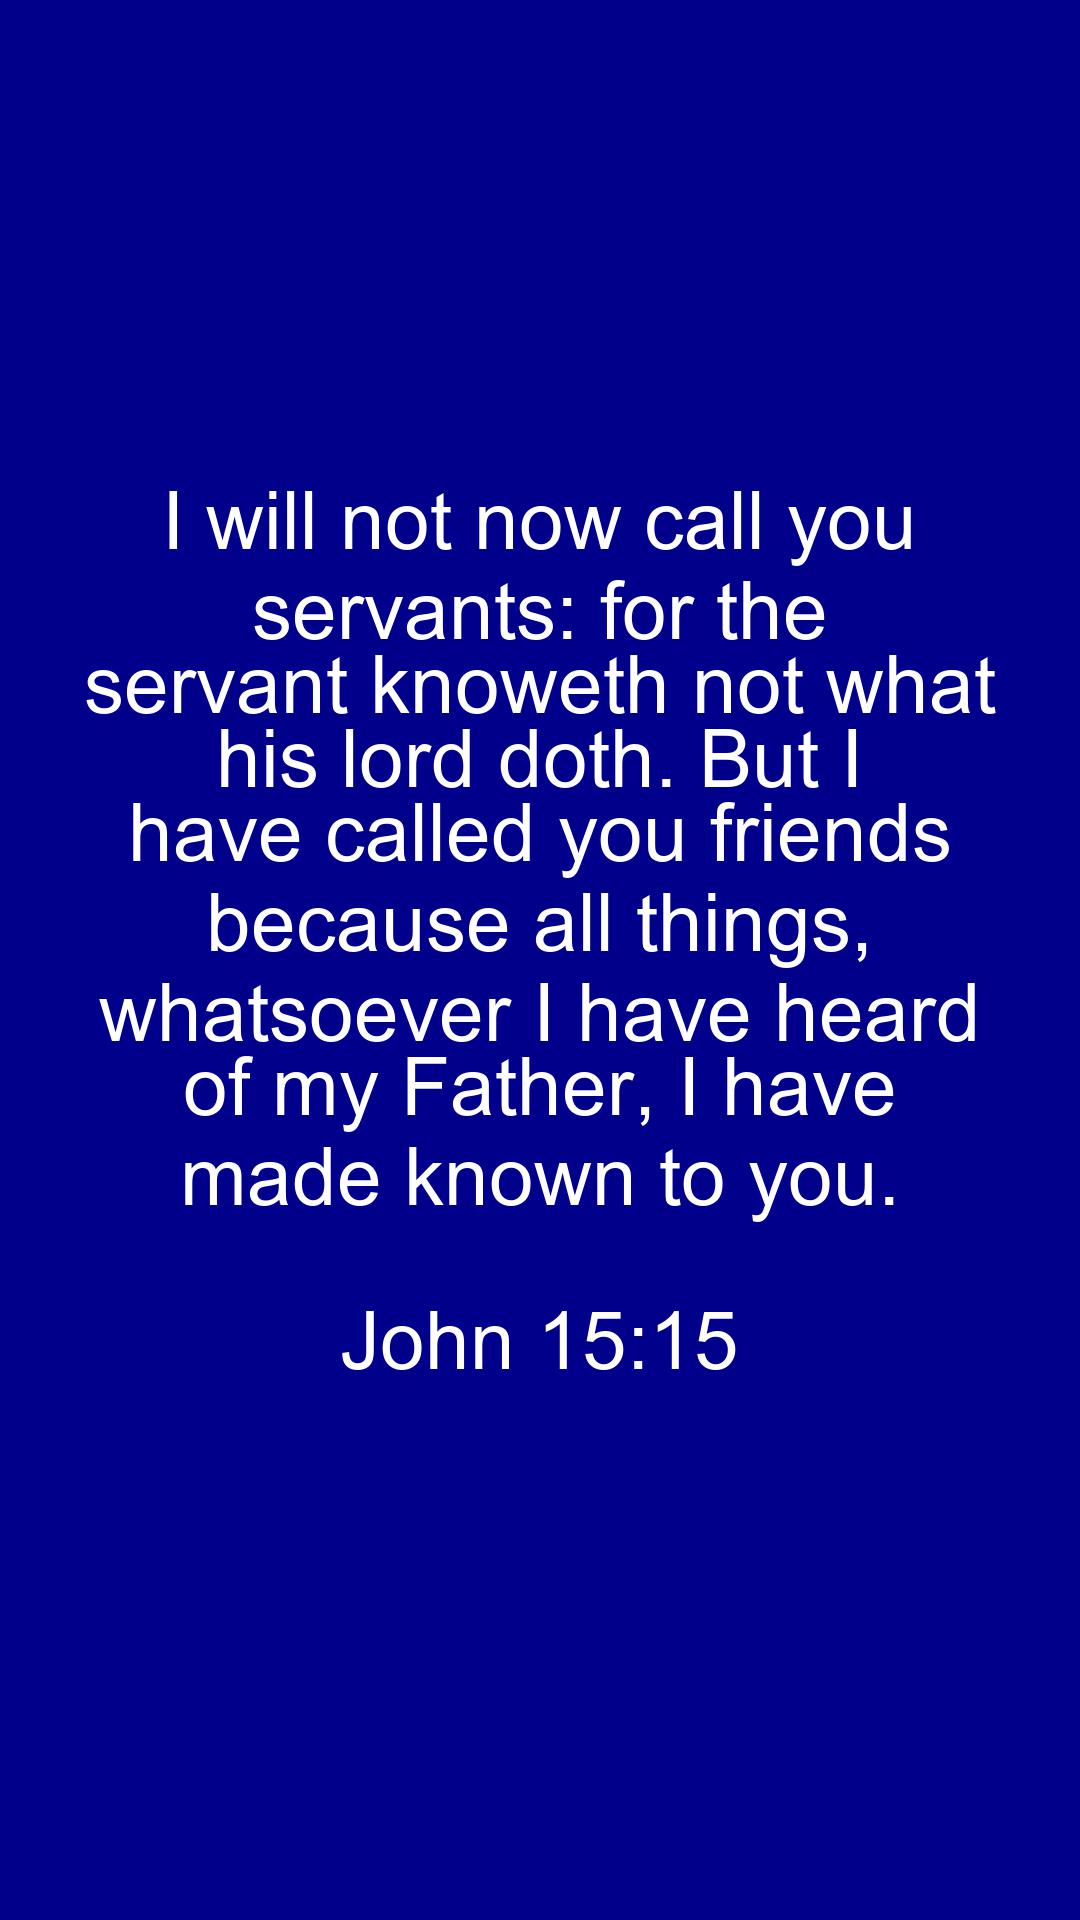 I will not now call you
servants: for the
servant knoweth not what
his lord doth. But I
have called you friends
because all things,
whatsoever I have heard
of my Father, I have
made known to you.
John 15:15